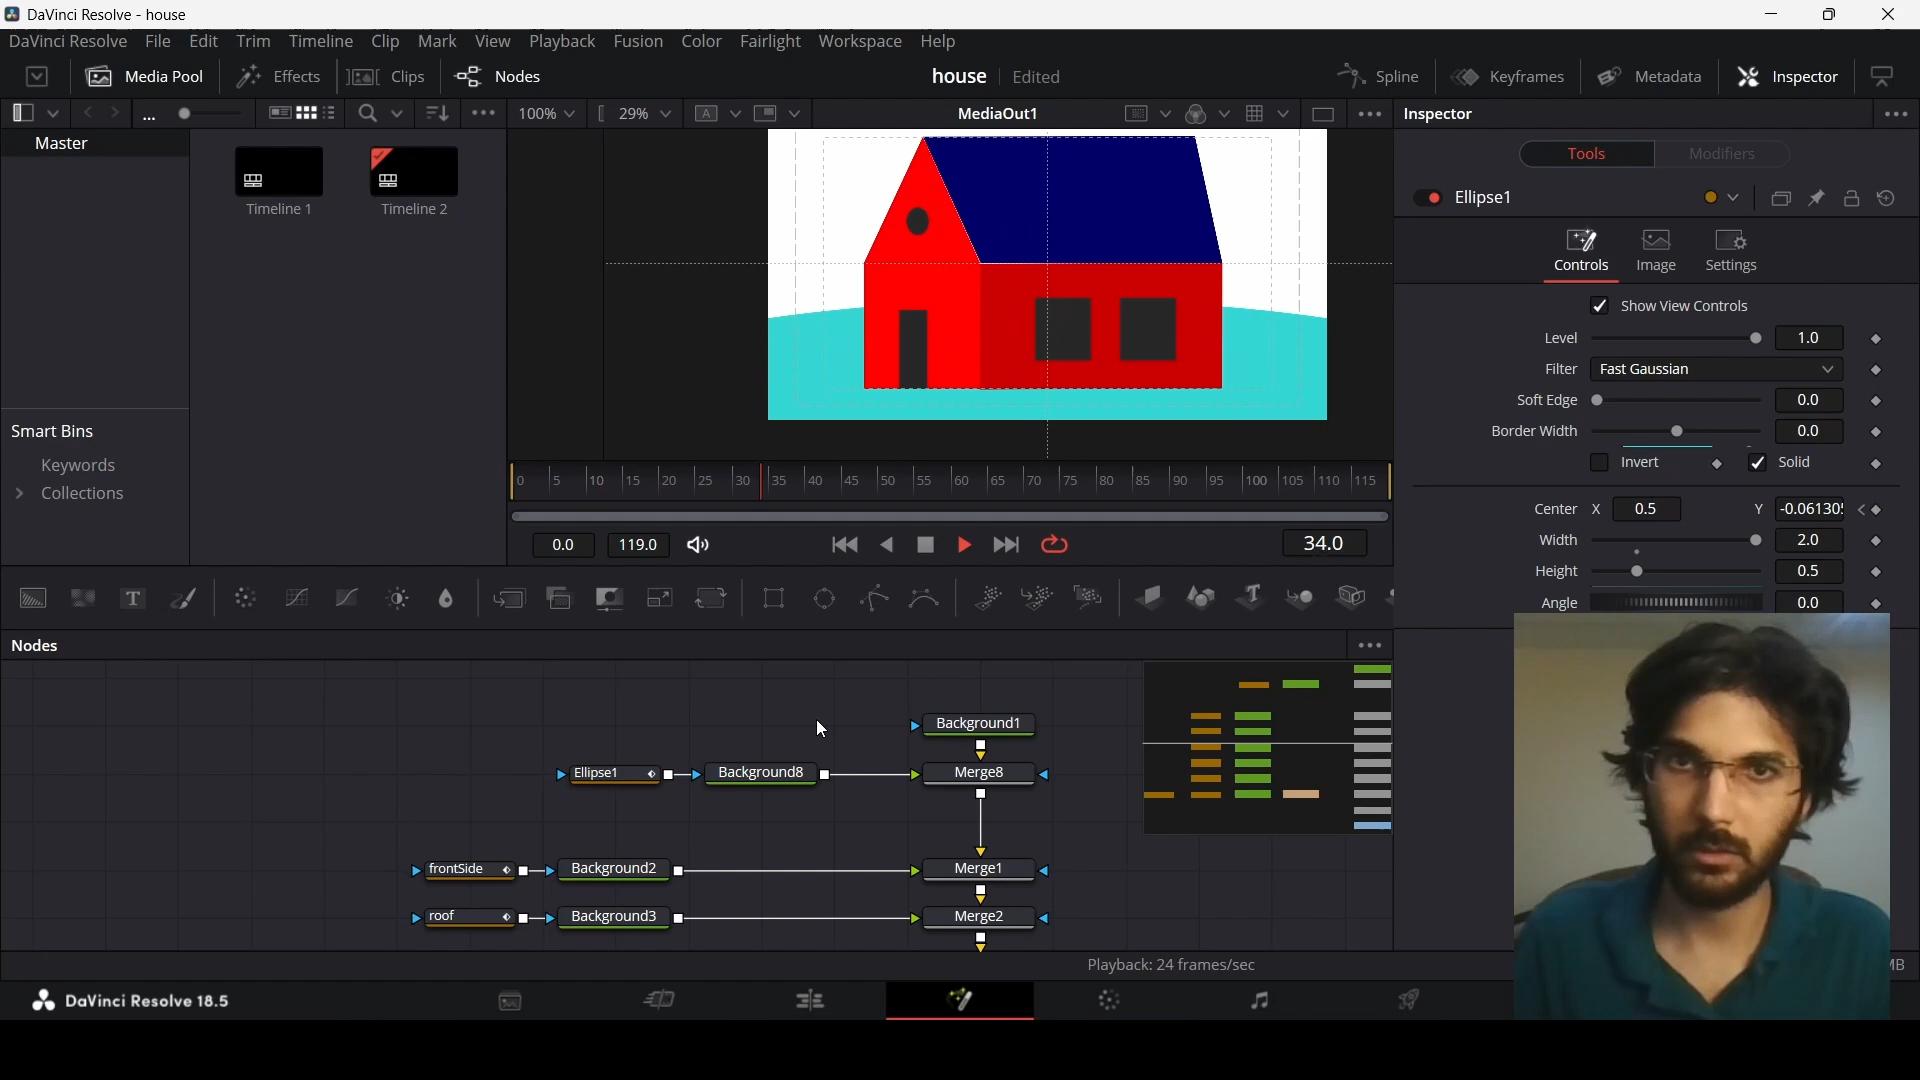 DaVinci Resolve - house
DaVinci Resolve File Edit Trim Timeline Clip Mark View Playback Fusion Color Fairlight Workspace Help
Media Pool Effects Clips Nodes house Edited Spline Keyframes Metadata Inspector
... 100% 29% A MediaOut1 Inspector
Master
Timeline 1 Timeline 2
Smart Bins
Keywords
Collections
Tools Modifiers
Ellipse1
Controls Image Settings
Show View Controls
Level 1.0
Filter Fast Gaussian
Soft Edge 0.0
Border Width 0.0
Invert Solid
Center X 0.5 Y -0.06130
Width 2.0
Height 0.5
Angle 0.0
0 5 10 15 20 25 30 35 40 45 50 55 60 65 70 75 80 85 90 95 100 105 110 115
0.0 119.0 34.0
T
Nodes
Background1
Ellipse1 Background8 Merge8
frontSide Background2 Merge1
roof Background3 Merge2
Playback: 24 frames/sec MB
DaVinci Resolve 18.5